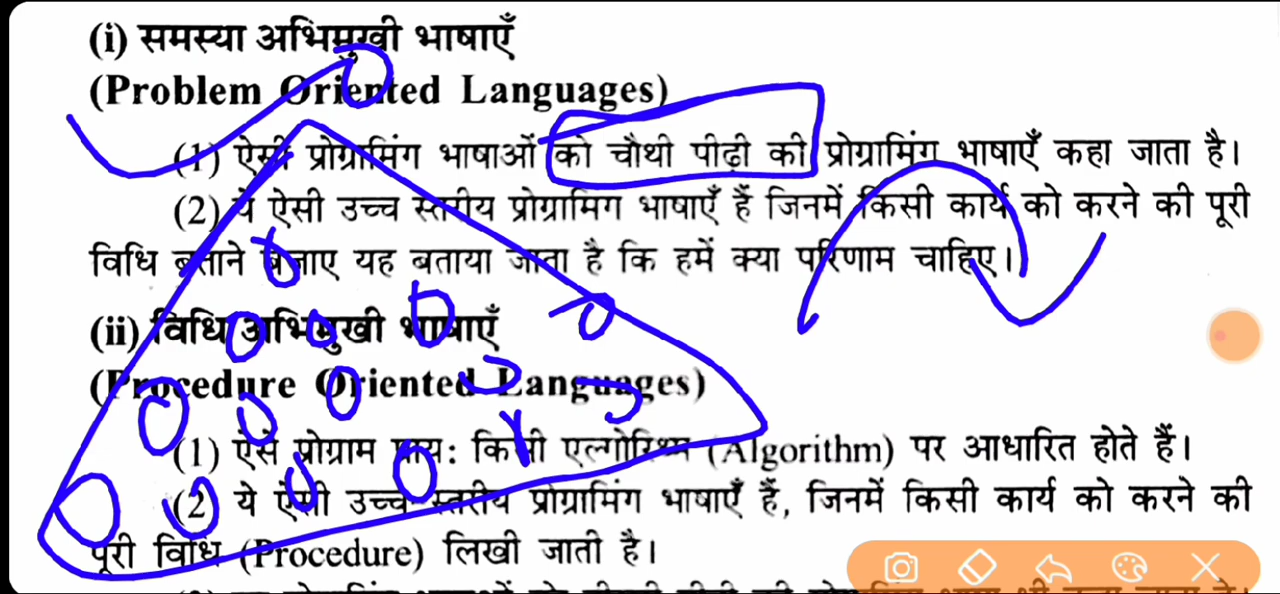 (i) समस्या अभिमुखी भाषाएँ
(Problem Oriented Languages)
(1) ऐसी प्रोग्रामिंग भाषाओं को चौथी पीढ़ी की प्रोग्रामिंग भाषाएँ कहा जाता है।
(2) ये ऐसी उच्च स्तरीय प्रोग्रामिग भाषाएँ हैं जिनमें किसी कार्य को करने की पूरी
विधि बताने बजाए यह बताया जाता है कि हमें क्या परिणाम चाहिए।
(ii) विधि अभिमुखी भाषाएँ
(Procedure Oriented Languages)
(1) ऐसे प्रोग्राम प्राय: किसी एल्गोरिथ्म (Algorithm) पर आधारित होते हैं।
(2) ये ऐसी उच्च स्तरीय प्रोग्रामिंग भाषाएँ हैं, जिनमें किसी कार्य को करने की
पूरी विधि (Procedure) लिखी जाती है।